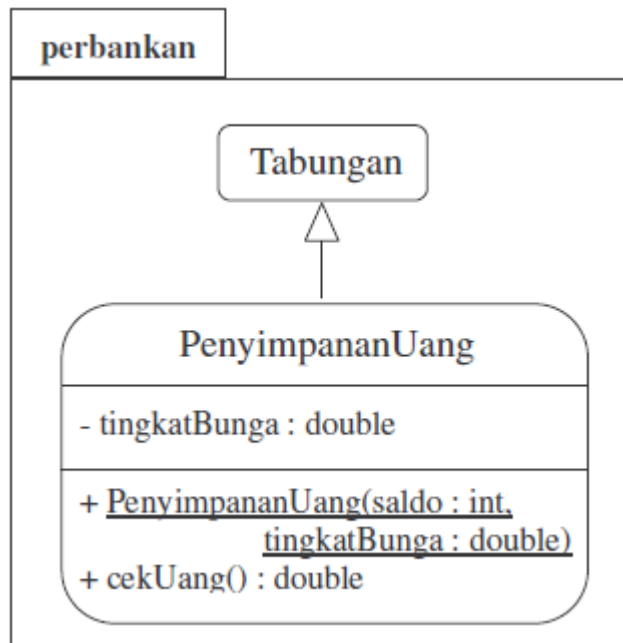 perbankan
Tabungan
PenyimpananUang
- tingkatBunga : double
+ PenyimpananUang(saldo : int,
tingkatBunga : double)
+ cekUang() : double